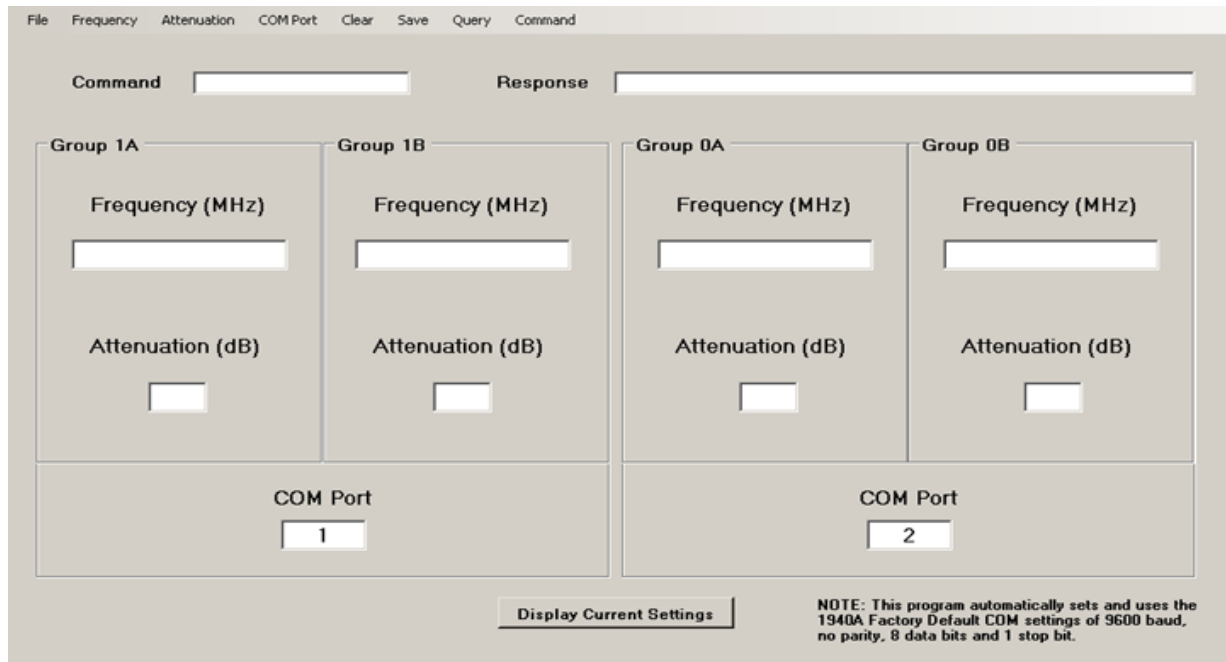 File Frequency Attenuation COM Port Clear Save Query Command
Command Response
Group 1A Group 1B Group 0A Group 0B
Frequency (MHz) Frequency (MHz) Frequency (MHz) Frequency (MHz)
Attenuation (dB) Attenuation (dB) Attenuation (dB) Attenuation (dB)
COM Port COM Port
1 2
Display Current Settings
NOTE: This program automatically sets and uses the
1940A Factory Default COM settings of 9600 baud,
no parity, 8 data bits and 1 stop bit.